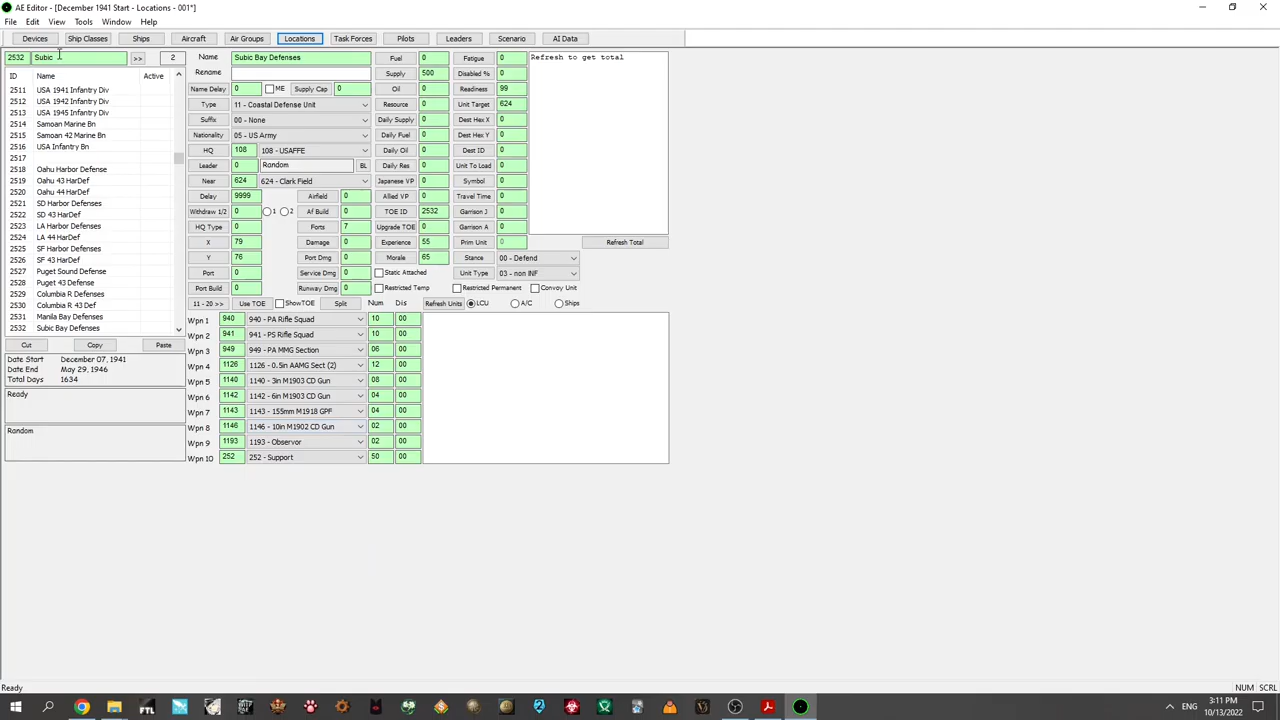 AE Editor - [December 1941 Start - Locations - 001*]
File Edit View Tools Window Help
Devices Ship Classes Ships Aircraft Air Groups Locations Task Forces Pilots Leaders Scenario AI Data
2532 Subic >> 2 Name Subic Bay Defenses Fuel 0 Fatigue 0 Refresh to get total
Rename Supply 500 Disabled % 0
ID Name Active
Name Delay 0 ME Supply Cap 0 Oil 0 Readiness 99
2511 USA 1941 Infantry Div
2512 USA 1942 Infantry Div Type 11 - Coastal Defense Unit Resource 0 Unit Target 624
2513 USA 1945 Infantry Div
2514 Samoan Marine Bn Suffix 00 - None Daily Supply 0 Dest Hex X 0
2515 Samoan 42 Marine Bn Nationality 05 - US Army Daily Fuel 0 Dest Hex Y 0
2516 USA Infantry Bn HQ 108 108 - USAFFE Daily Oil 0 Dest ID 0
2517
2518 Oahu Harbor Defenses Leader 0 Random BL Daily Res 0 Unit To Load 0
2519 Oahu 43 HarDef Near 624 624 - Clark Field Japanese VP 0 Symbol 0
2520 Oahu 44 HarDef Delay 9999 Airfield 0 Allied VP 0 Travel Time 0
2521 SD Harbor Defenses
2522 SD 43 HarDef Withdraw 1/2 0 1 2 Af Build 0 TOE ID 2532 Garrison J 0
2523 LA Harbor Defenses HQ Type 0 Forts 7 Upgrade TOE 0 Garrison A 0
2524 LA 44 HarDef X 79 Damage 0 Experience 55 Prim Unit 0 Refresh Total
2525 SF Harbor Defenses
2526 SF 43 HarDef Y 76 Port Dmg 0 Morale 65 Stance 00 - Defend
2527 Puget Sound Defense Port 0 Service Dmg 0 Static Attached Unit Type 03 - non INF
2528 Puget 43 Defense Port Build 0 Runway Dmg 0 Restricted Temp Restricted Permanent Convoy Unit
2529 Columbia R Defenses
2530 Columbia R 43 Def 11 - 20 >> Use TOE ShowTOE Split Num Dis Refresh Units LCU A/C Ships
2531 Manila Bay Defenses Wpn 1 940 940 - PA Rifle Squad 10 00
2532 Subic Bay Defenses Wpn 2 941 941 - PS Rifle Squad 10 00
Cut Copy Paste Wpn 3 949 949 - PA MMG Section 06 00
Date Start December 07, 1941 Wpn 4 1126 1126 - 0.5in AAMG Sect (2) 12 00
Date End May 29, 1946
Total Days 1634 Wpn 5 1140 1140 - 3in M1903 CD Gun 08 00
Ready Wpn 6 1142 1142 - 6in M1903 CD Gun 04 00
Wpn 7 1143 1143 - 155mm M1918 GPF 04 00
Random Wpn 8 1146 1146 - 10in M1902 CD Gun 02 00
Wpn 9 1193 1193 - Observor 02 00
Wpn 10 252 252 - Support 50 00
Ready NUM SCRL
FTL ENG 3:11 PM
10/13/2022